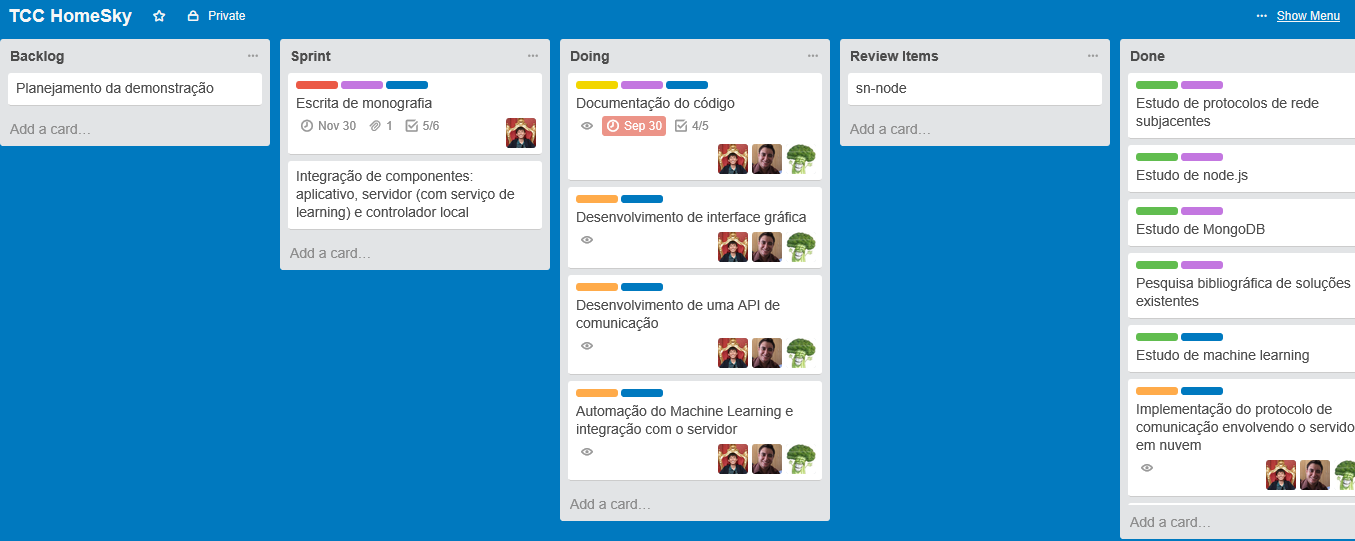 TCC HomeSky
Private
Show Menu
Backlog
Planejamento da demonstração
Add a card…
Sprint
Escrita de monografia
Nov 30
1
5/6
Integração de componentes:
aplicativo, servidor (com serviço de
learning) e controlador local
Add a card…
Doing
Documentação do código
Sep 30
4/5
Desenvolvimento de interface gráfica
Desenvolvimento de uma API de
comunicação
Automação do Machine Learning e
integração com o servidor
Add a card…
Review Items
sn-node
Add a card…
Done
Estudo de protocolos de rede
subjacentes
Estudo de node.js
Estudo de MongoDB
Pesquisa bibliográfica de soluções
existentes
Estudo de machine learning
Implementação do protocolo de
comunicação envolvendo o servido
em nuvem
Add a card…